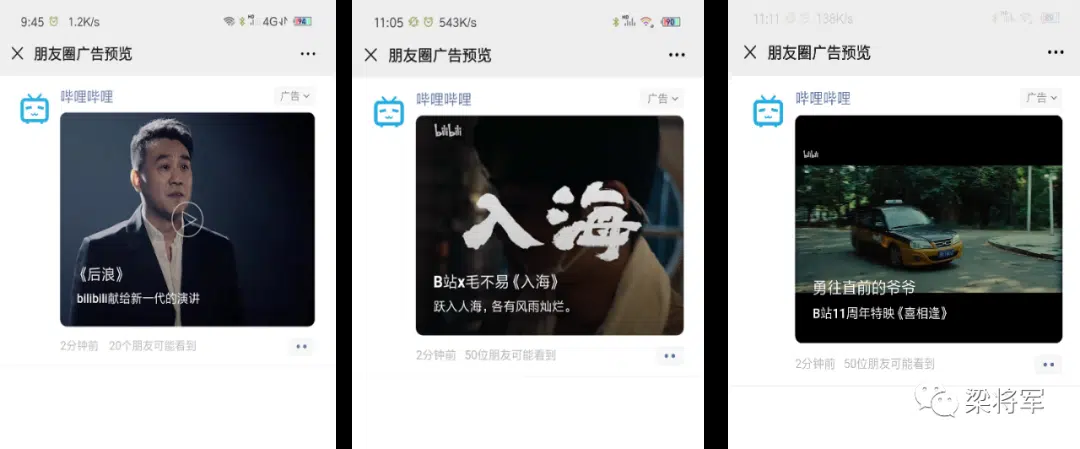 9:45 1.2K/s 4G 94
朋友圈广告预览
哔哩哔哩
广告
《后浪》
bilibili献给新一代的演讲
2分钟前 20个朋友可能看到
11:05 543K/s 90
朋友圈广告预览
哔哩哔哩
广告
bilibili
入海
B站x毛不易《入海》
跃入人海，各有风雨灿烂。
2分钟前 50位朋友可能看到
11:11 138K/s
朋友圈广告预览
哔哩哔哩
广告
bilibili
勇往直前的爷爷
B站11周年特映《喜相逢》
2分钟前 50位朋友可能看到
梁将军